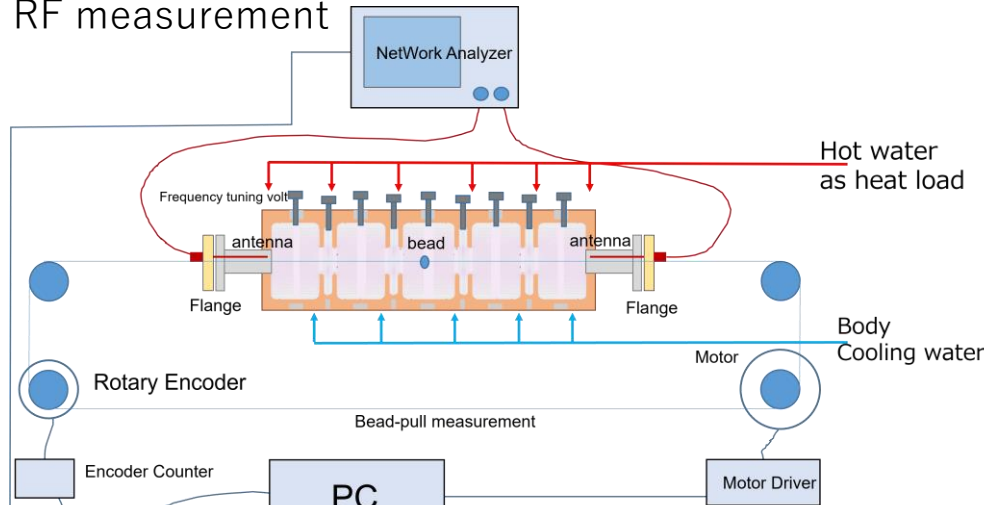 RF measurement
NetWork Analyzer
Hot water
as heat load
Frequency tuning volt
antenna
bead
antenna
Flange
Flange
Body
Cooling water
Motor
Rotary Encoder
Bead-pull measurement
Encoder Counter
PC
Motor Driver